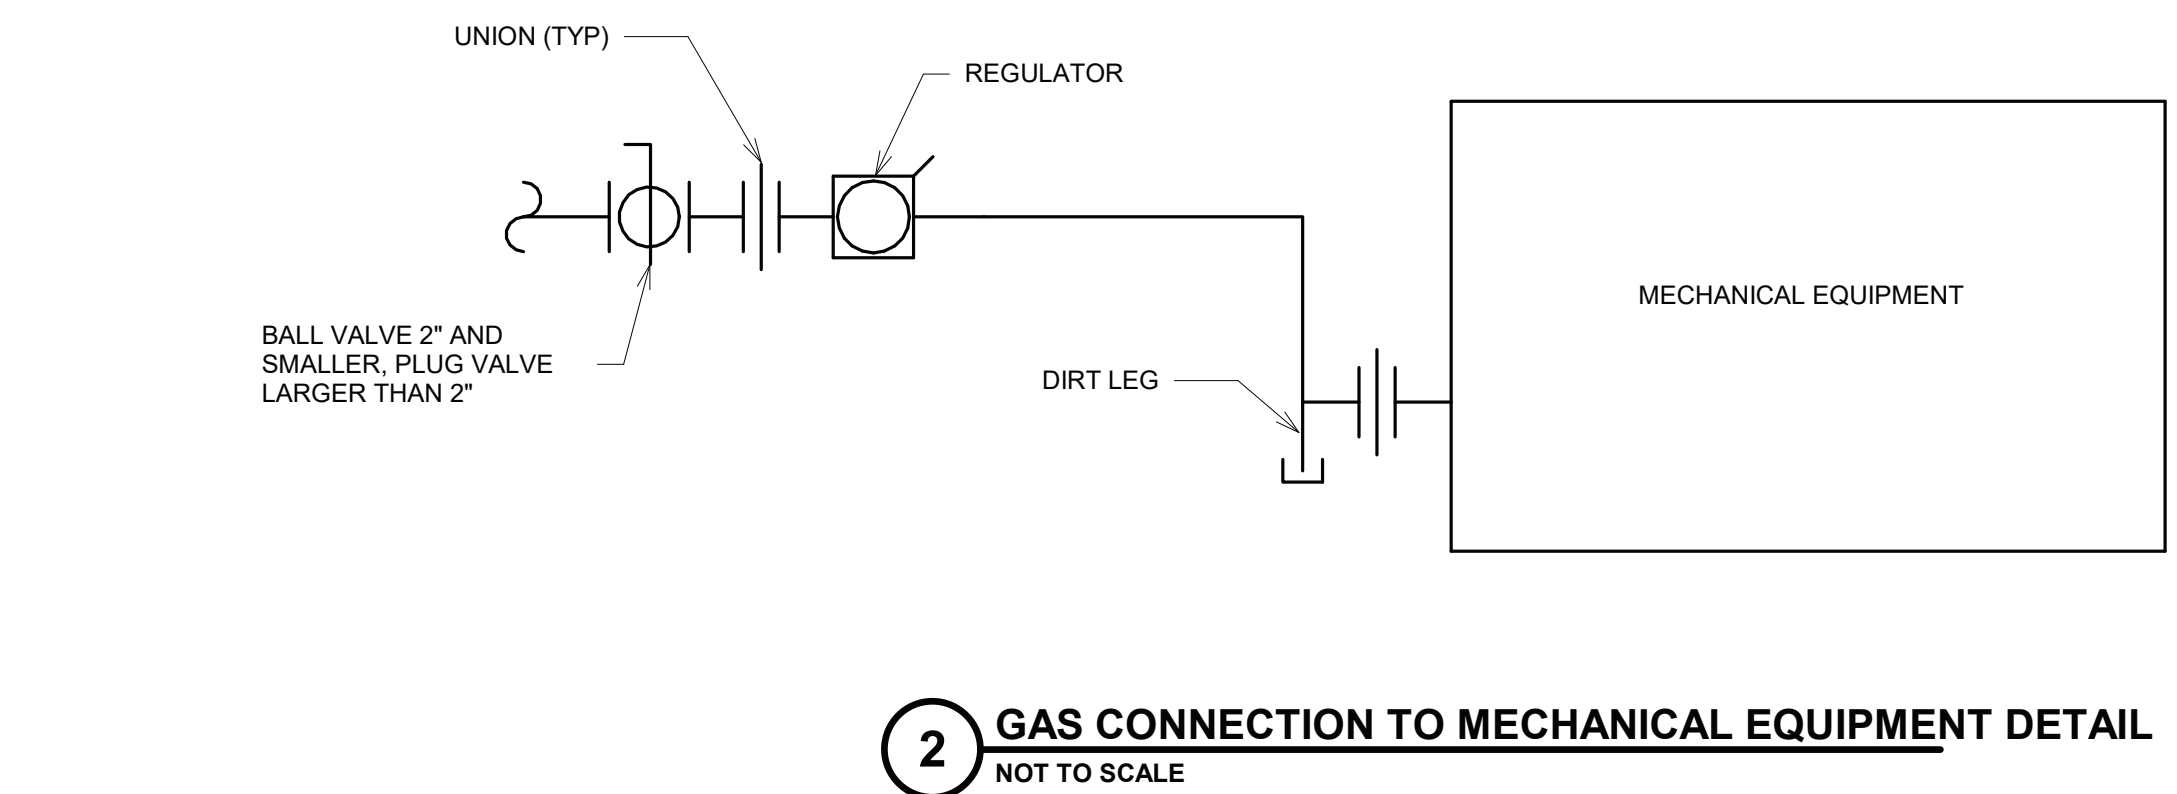 UNION (TYP)
REGULATOR
MECHANICAL EQUIPMENT
BALL VALVE 2" AND
SMALLER, PLUG VALVE
LARGER THAN 2"
DIRT LEG
2
GAS CONNECTION TO MECHANICAL EQUIPMENT DETAIL
NOT TO SCALE